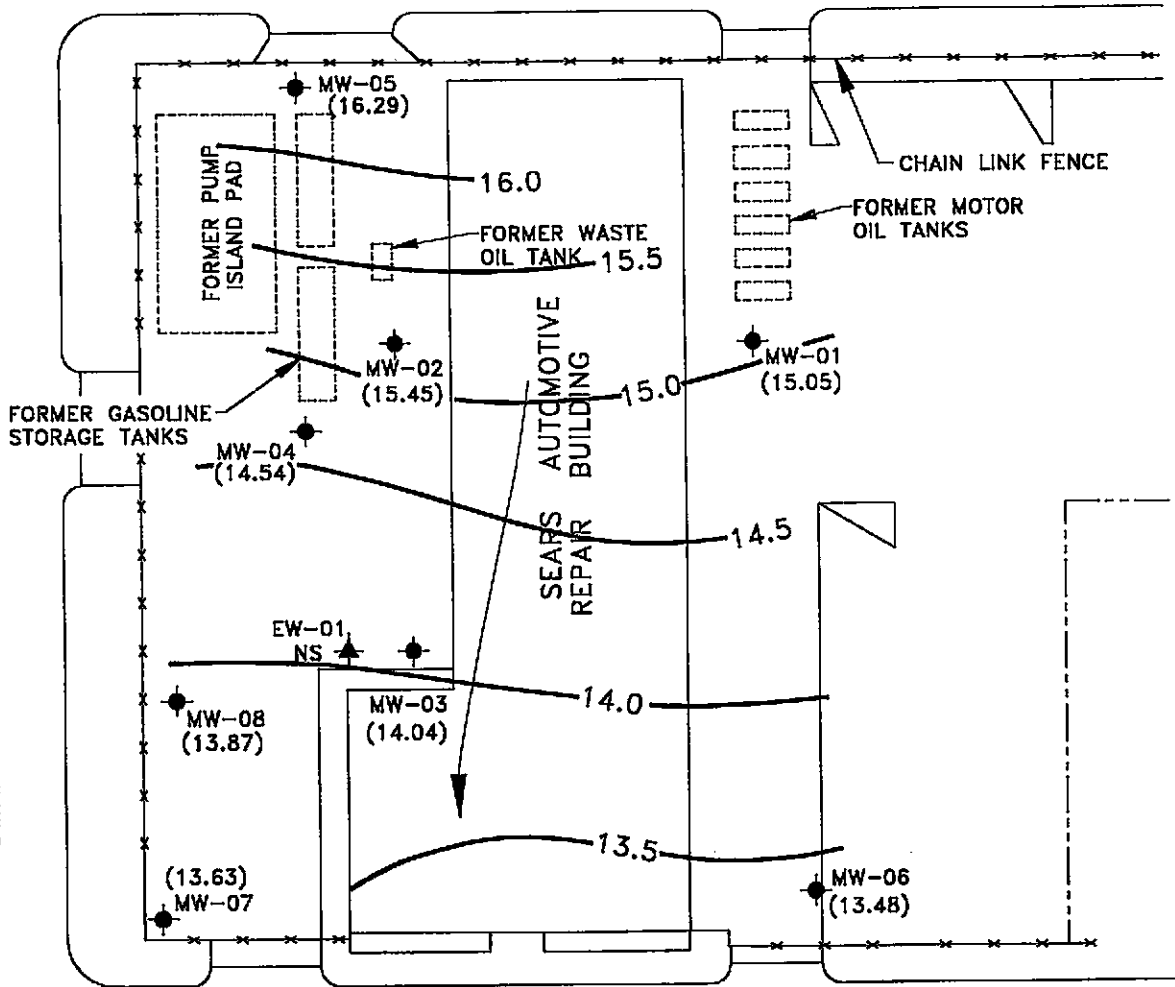 MW-05
(16.29)
FORMER PUMP
ISLAND PAD
16.0
CHAIN LINK FENCE
FORMER WASTE
OIL TANK
FORMER MOTOR
OIL TANKS
15.5
MW-02
(15.45)
MW-01
(15.05)
15.0
FORMER GASOLINE
STORAGE TANKS
SEARS AUTOMOTIVE
REPAIR BUILDING
MW-04
(14.54)
14.5
EW-01
NS
MW-03
(14.04)
14.0
MW-08
(13.87)
13.5
(13.63)
MW-07
MW-06
(13.48)